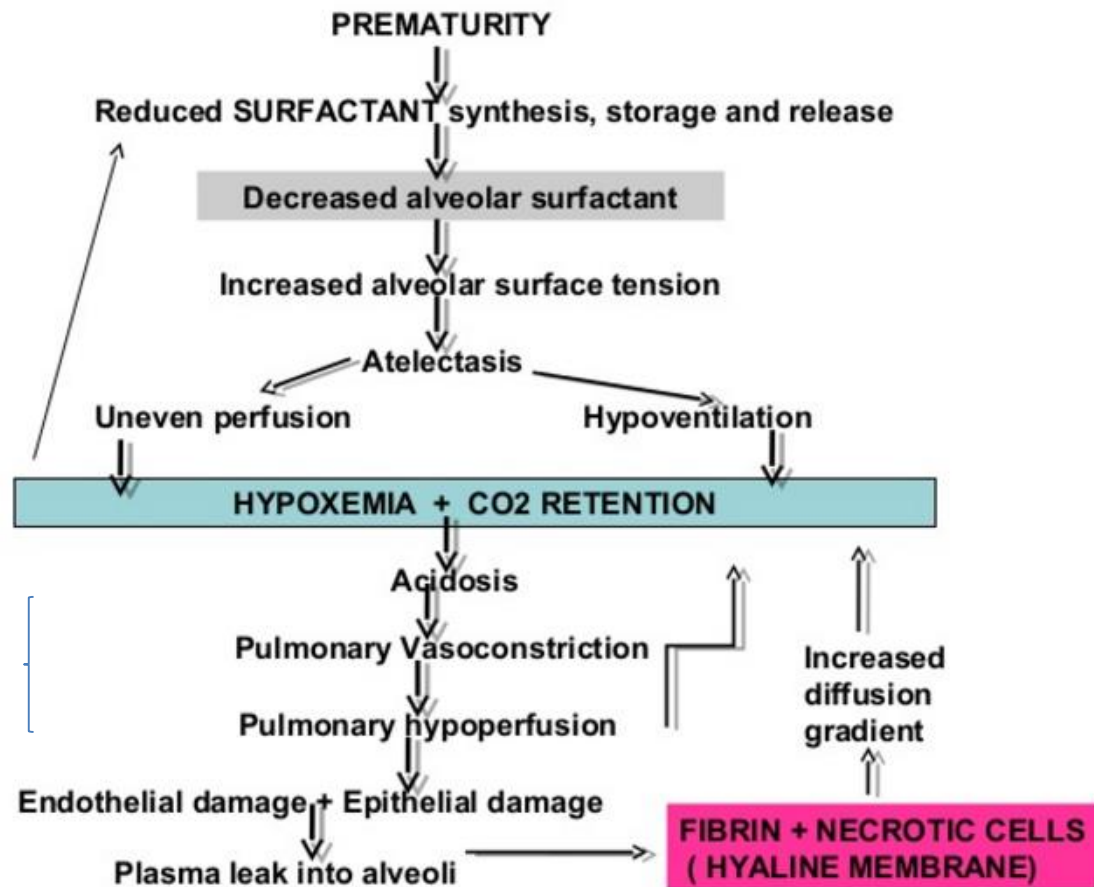 PREMATURITY
Reduced SURFACTANT synthesis, storage and release
Decreased alveolar surfactant
Increased alveolar surface tension
Atelectasis
Uneven perfusion
Hypoventilation
HYPOXEMIA + CO2 RETENTION
Acidosis
Pulmonary Vasoconstriction
Pulmonary hypoperfusion
Increased
diffusion
gradient
Endothelial damage + Epithelial damage
Plasma leak into alveoli
FIBRIN + NECROTIC CELLS
( HYALINE MEMBRANE)